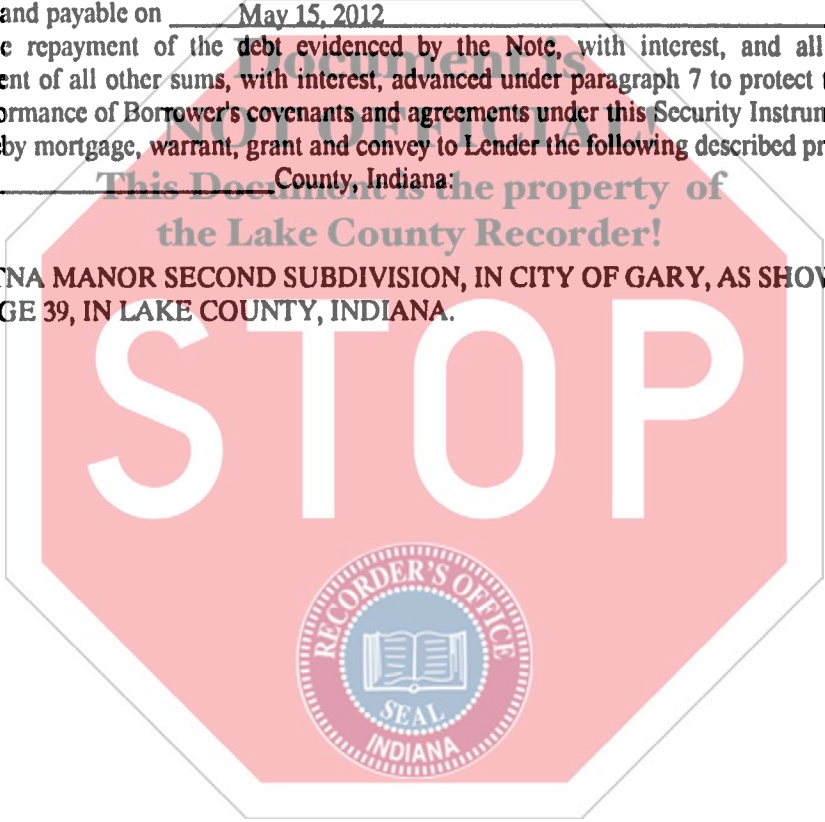 and payable on May 15, 2012
e repayment of the debt evidenced by the Note, with interest, and all
Document is
ent of all other sums, with interest, advanced under paragraph 7 to protect
ormance of Borrower's covenants and agreements under this Security Instrum
NOT OFFICIAL!
by mortgage, warrant, grant and convey to Lender the following described pr
County, Indiana:
This Document is the property of
the Lake County Recorder!
TNA MANOR SECOND SUBDIVISION, IN CITY OF GARY, AS SHOV
GE 39, IN LAKE COUNTY, INDIANA.
STOP
RECORDER'S OFFICE
SEAL
INDIANA